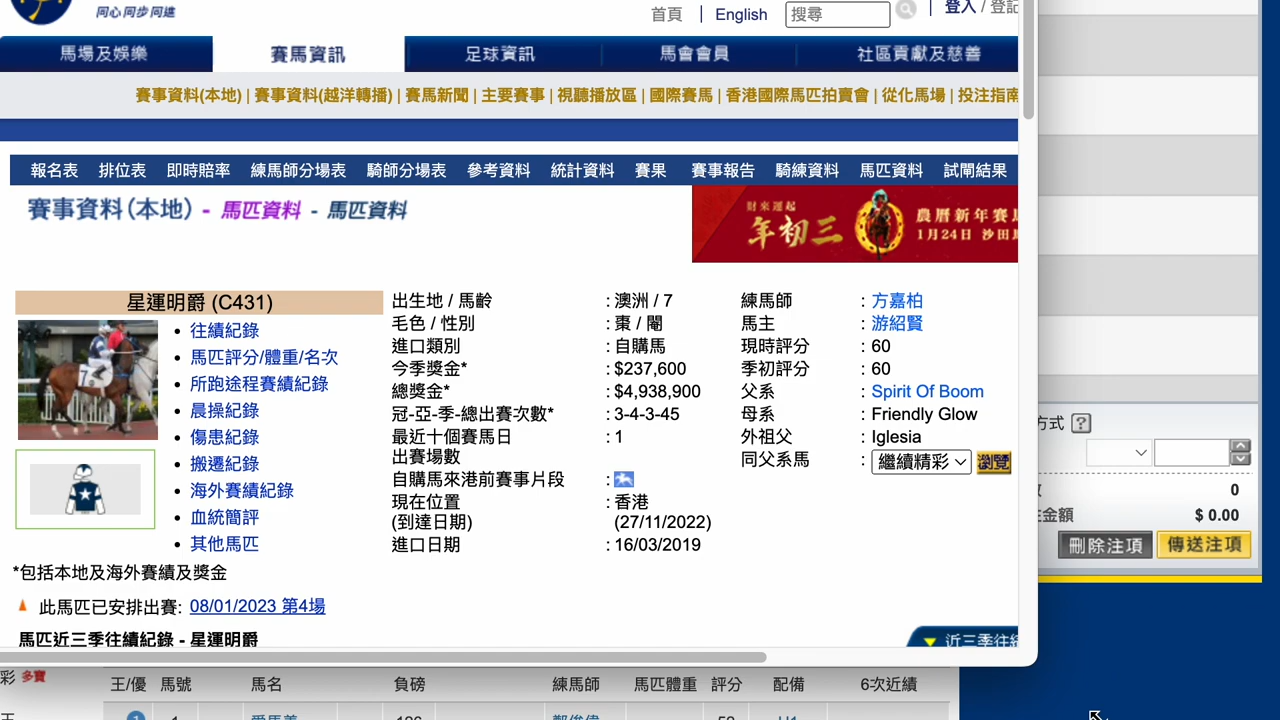 同心同步同進
首頁 | English 搜尋 | 登入 / 登記
馬場及娛樂 賽馬資訊 足球資訊 馬會會員 社區貢獻及慈善
賽事資料(本地) | 賽事資料(越洋轉播) | 賽馬新聞 | 主要賽事 | 視聽播放區 | 國際賽馬 | 香港國際馬匹拍賣會 | 從化馬場 | 投注指南
報名表 排位表 即時賠率 練馬師分場表 騎師分場表 參考資料 統計資料 賽果 賽事報告 騎練資料 馬匹資料 試閘結果
賽事資料(本地) - 馬匹資料 - 馬匹資料
財來運起
年初三
農曆新年賽馬
1月24日 沙田
星運明爵 (C431)
往績紀錄
馬匹評分/體重/名次
所跑途程賽績紀錄
晨操紀錄
傷患紀錄
搬遷紀錄
海外賽績紀錄
血統簡評
其他馬匹
出生地 / 馬齡 : 澳洲 / 7
毛色 / 性別 : 棗 / 閹
進口類別 : 自購馬
今季獎金* : $237,600
總獎金* : $4,938,900
冠-亞-季-總出賽次數* : 3-4-3-45
最近十個賽馬日 : 1
出賽場數
自購馬來港前賽事片段 :
現在位置 : 香港
(到達日期) (27/11/2022)
進口日期 : 16/03/2019
練馬師 : 方嘉柏
馬主 : 游紹賢
現時評分 : 60
季初評分 : 60
父系 : Spirit Of Boom
母系 : Friendly Glow
外祖父 : Iglesia
同父系馬 : 繼續精彩 瀏覽
*包括本地及海外賽績及獎金
此馬匹已安排出賽: 08/01/2023 第4場
馬匹近三季往績紀錄 - 星運明爵
近三季往績
方式 ?
0
金額 $ 0.00
刪除注項 傳送注項
彩 多寶
王/優 馬號 馬名 負磅 練馬師 馬匹體重 評分 配備 6次近績